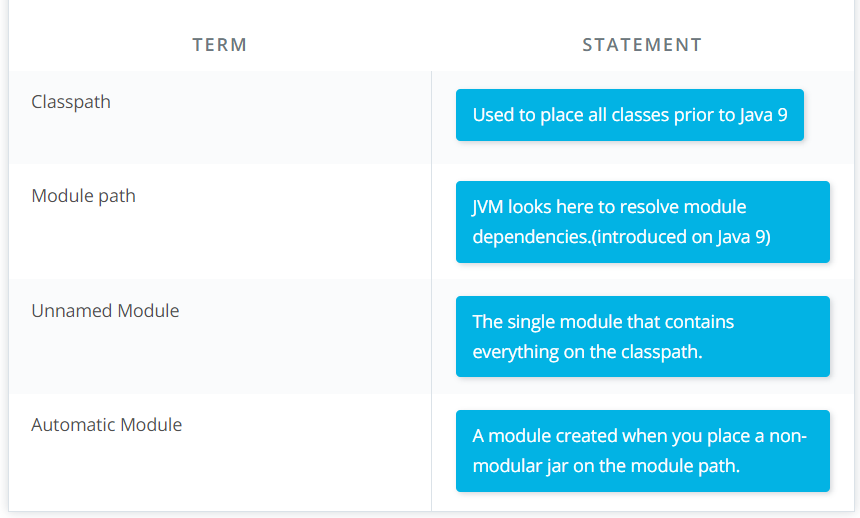 TERM
STATEMENT
Classpath
Used to place all classes prior to Java 9
Module path
JVM looks here to resolve module
dependencies.(introduced on Java 9)
Unnamed Module
The single module that contains
everything on the classpath.
Automatic Module
A module created when you place a non-
modular jar on the module path.